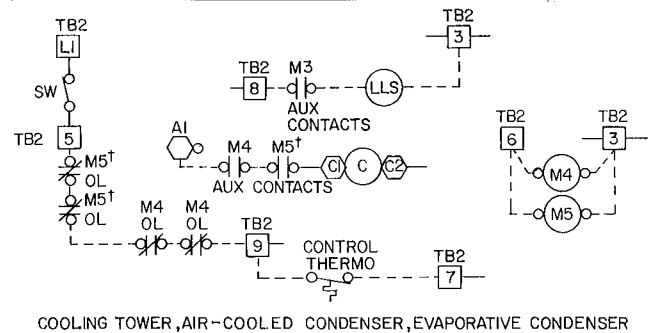 TB2
L1
SW
TB2 5
M5†
OL
M5†
OL
M4 M4
OL OL
TB2
9
CONTROL
THERMO
TB2
7
TB2
8
M3
AUX
CONTACTS
LLS
TB2
3
A1
M4 M5†
AUX CONTACTS
C1 C C2
TB2 TB2
6 3
M4
M5
COOLING TOWER, AIR-COOLED CONDENSER, EVAPORATIVE CONDENSER